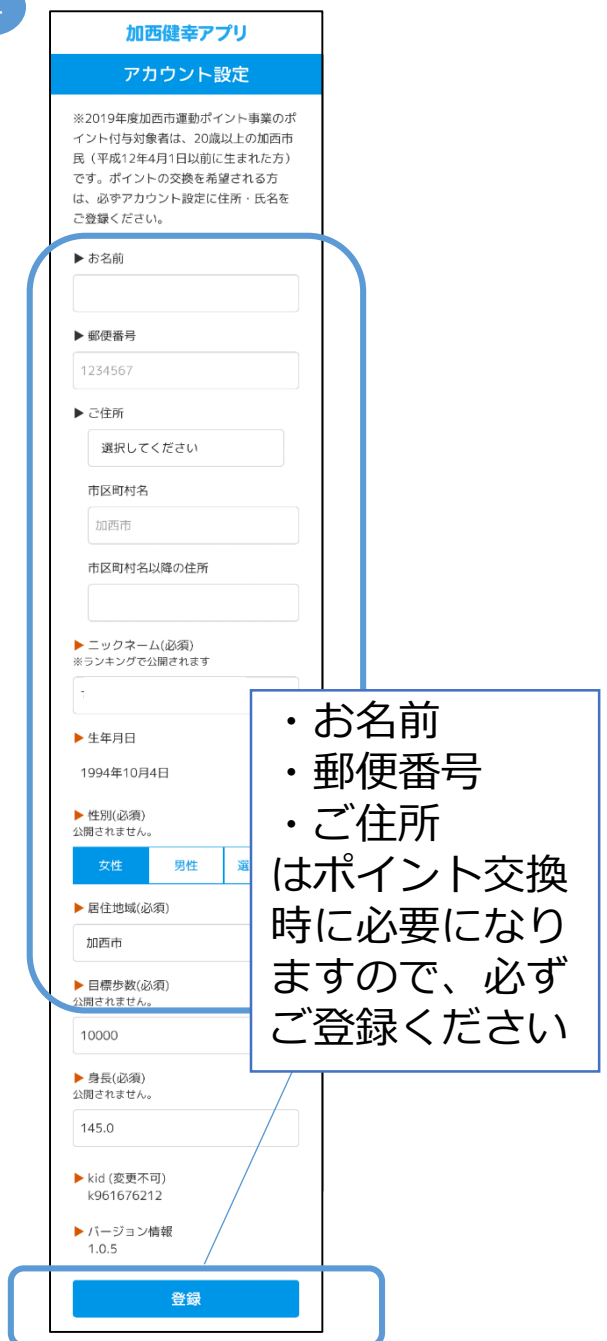 加西健幸アプリ
アカウント設定
※2019年度加西市運動ポイント事業のポ
イント付与対象者は、20歳以上の加西市
民（平成12年4月1日以前に生まれた方）
です。ポイントの交換を希望される方
は、必ずアカウント設定に住所・氏名を
ご登録ください。
▶ お名前
▶ 郵便番号
1234567
▶ ご住所
選択してください
市区町村名
加西市
市区町村名以降の住所
▶ ニックネーム(必須)
※ランキングで公開されます
▶ 生年月日
1994年10月4日
▶ 性別(必須)
公開されません。
女性 男性 選
▶ 居住地域(必須)
加西市
▶ 目標歩数(必須)
公開されません。
10000
▶ 身長(必須)
公開されません。
145.0
▶ kid (変更不可)
k961676212
▶ バージョン情報
1.0.5
登録
・お名前
・郵便番号
・ご住所
はポイント交換
時に必要になり
ますので、必ず
ご登録ください